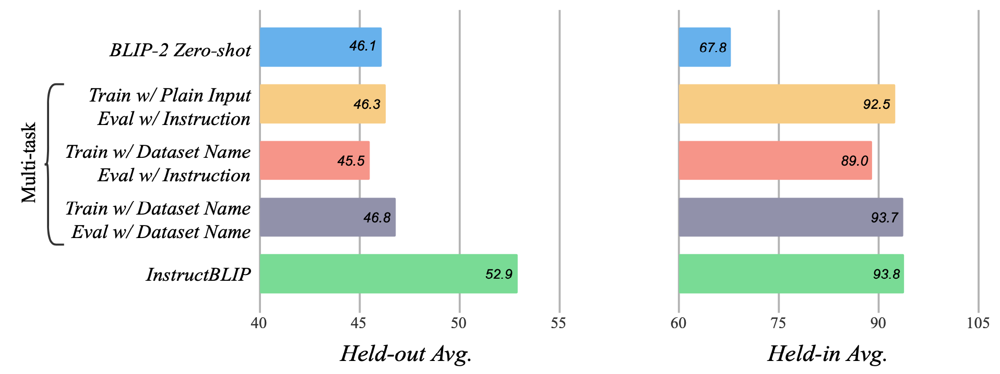 BLIP-2 Zero-shot
46.1
67.8
Multi-task
Train w/ Plain Input
Eval w/ Instruction
46.3
92.5
Train w/ Dataset Name
Eval w/ Instruction
45.5
89.0
Train w/ Dataset Name
Eval w/ Dataset Name
46.8
93.7
InstructBLIP
52.9
93.8
40 45 50 55
60 75 90 105
Held-out Avg.
Held-in Avg.